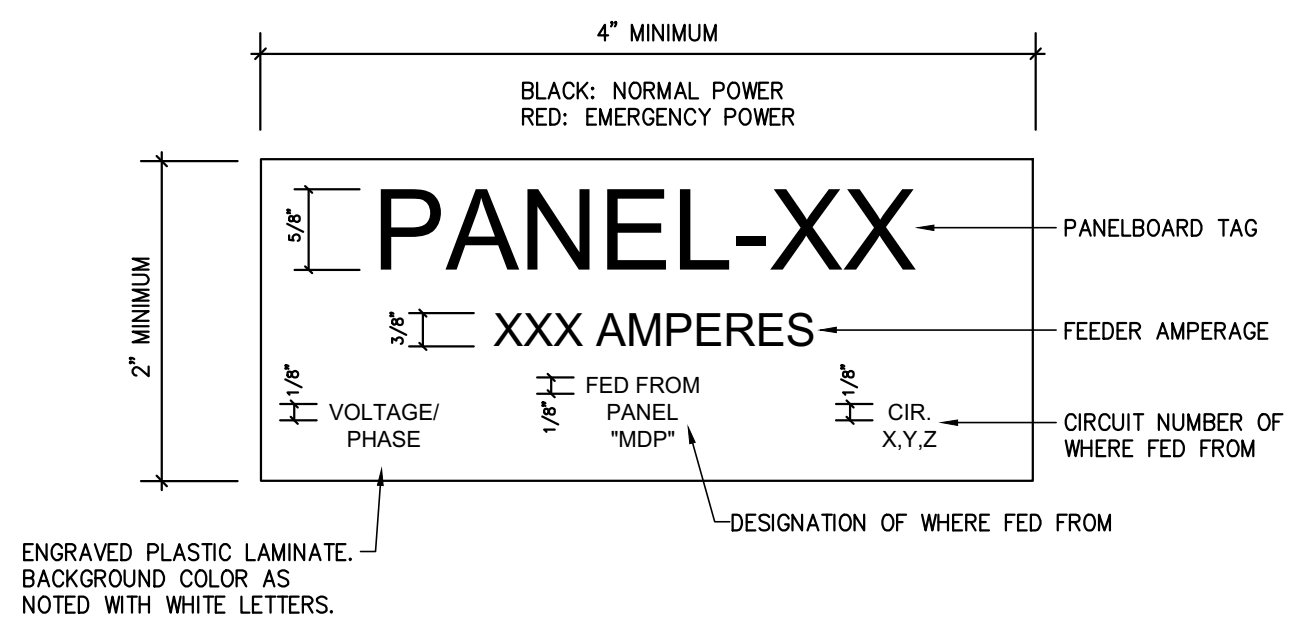 4” MINIMUM
BLACK: NORMAL POWER
RED: EMERGENCY POWER
2” MINIMUM
5/8”
PANEL-XX
PANELBOARD TAG
3/8”
XXX AMPERES
FEEDER AMPERAGE
1/8”
VOLTAGE/
PHASE
1/8”
FED FROM
PANEL
"MDP"
1/8”
CIR.
X,Y,Z
CIRCUIT NUMBER OF
WHERE FED FROM
DESIGNATION OF WHERE FED FROM
ENGRAVED PLASTIC LAMINATE.
BACKGROUND COLOR AS
NOTED WITH WHITE LETTERS.